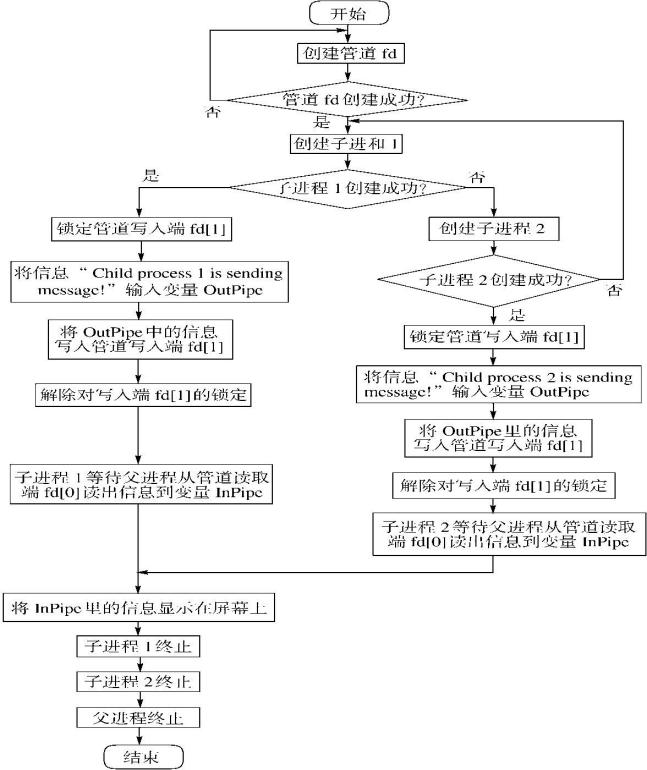 开始
创建管道 fd
管道 fd 创建成功?
否
是
创建子进和 1
子进程 1 创建成功?
是
否
锁定管道写入端 fd[1]
将信息“ Child process 1 is sending
message!” 输入变量 OutPipe
将 OutPipe 中的信息
写入管道写入端 fd[1]
解除对写入端 fd[1]的锁定
子进程 1 等待父进程从管道读取
端 fd[0]读出信息到变量 InPipe
创建子进程 2
子进程 2 创建成功?
否
是
锁定管道写入端 fd[1]
将信息“ Child process 2 is sending
message!” 输入变量 OutPipe
将 OutPipe 里的信息
写入管道写入端 fd[1]
解除对写入端 fd[1]的锁定
子进程 2 等待父进程从管道读取
端 fd[0]读出信息到变量 InPipe
将 InPipe 里的信息显示在屏幕上
子进程 1 终止
子进程 2 终止
父进程终止
结束